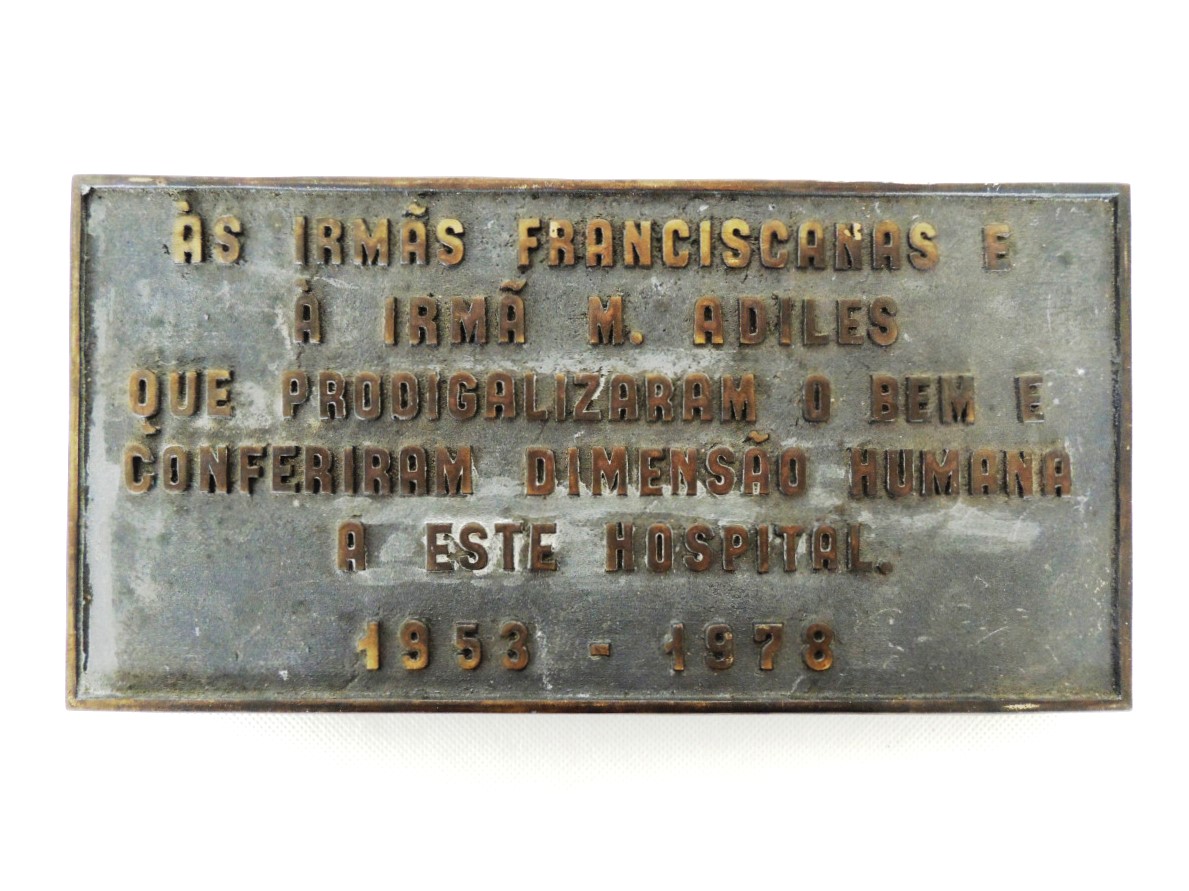 ÀS IRMÃS FRANCISCANAS E
À IRMÃ M. ADILES
QUE PRODIGALIZARAM O BEM E
CONFERIRAM DIMENSÃO HUMANA
A ESTE HOSPITAL.
1953 - 1978